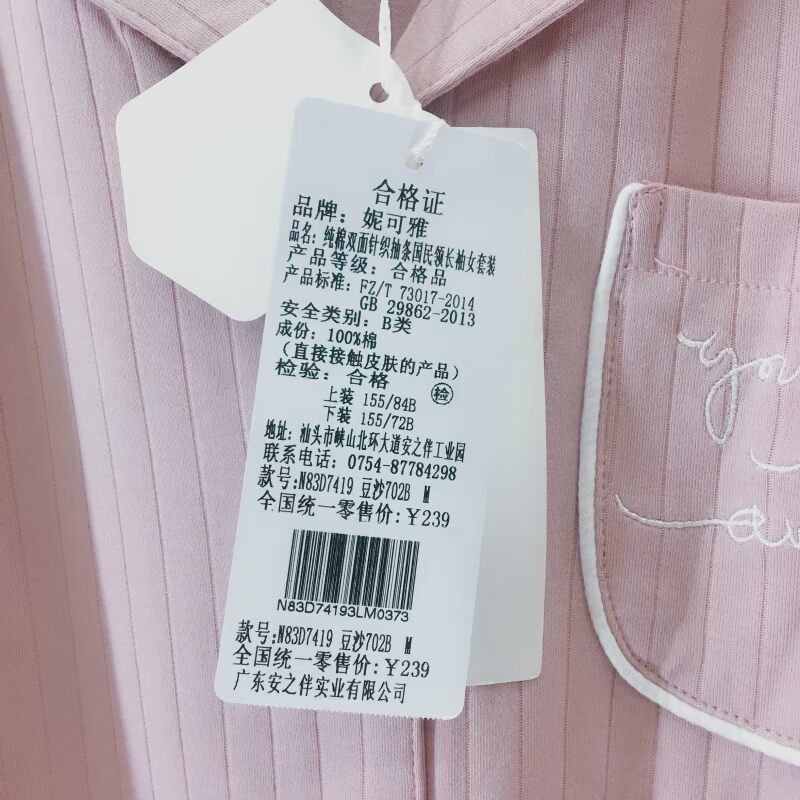 合格证
品牌：妮可雅
品名：纯棉双面针织抽条国民领长袖女套装
产品等级：合格品
产品标准：FZ/T 73017-2014
GB 29862-2013
安全类别：B类
成份：100%棉
（直接接触皮肤的产品）
检验：合格 检
上装 155/84B
下装 155/72B
地址：汕头市峡山北环大道安之伴工业园
联系电话：0754-87784298
款号:N83D7419 豆沙702B M
全国统一零售价:￥239
N83D74193LM0373
款号:N83D7419 豆沙702B M
全国统一零售价:￥239
广东安之伴实业有限公司